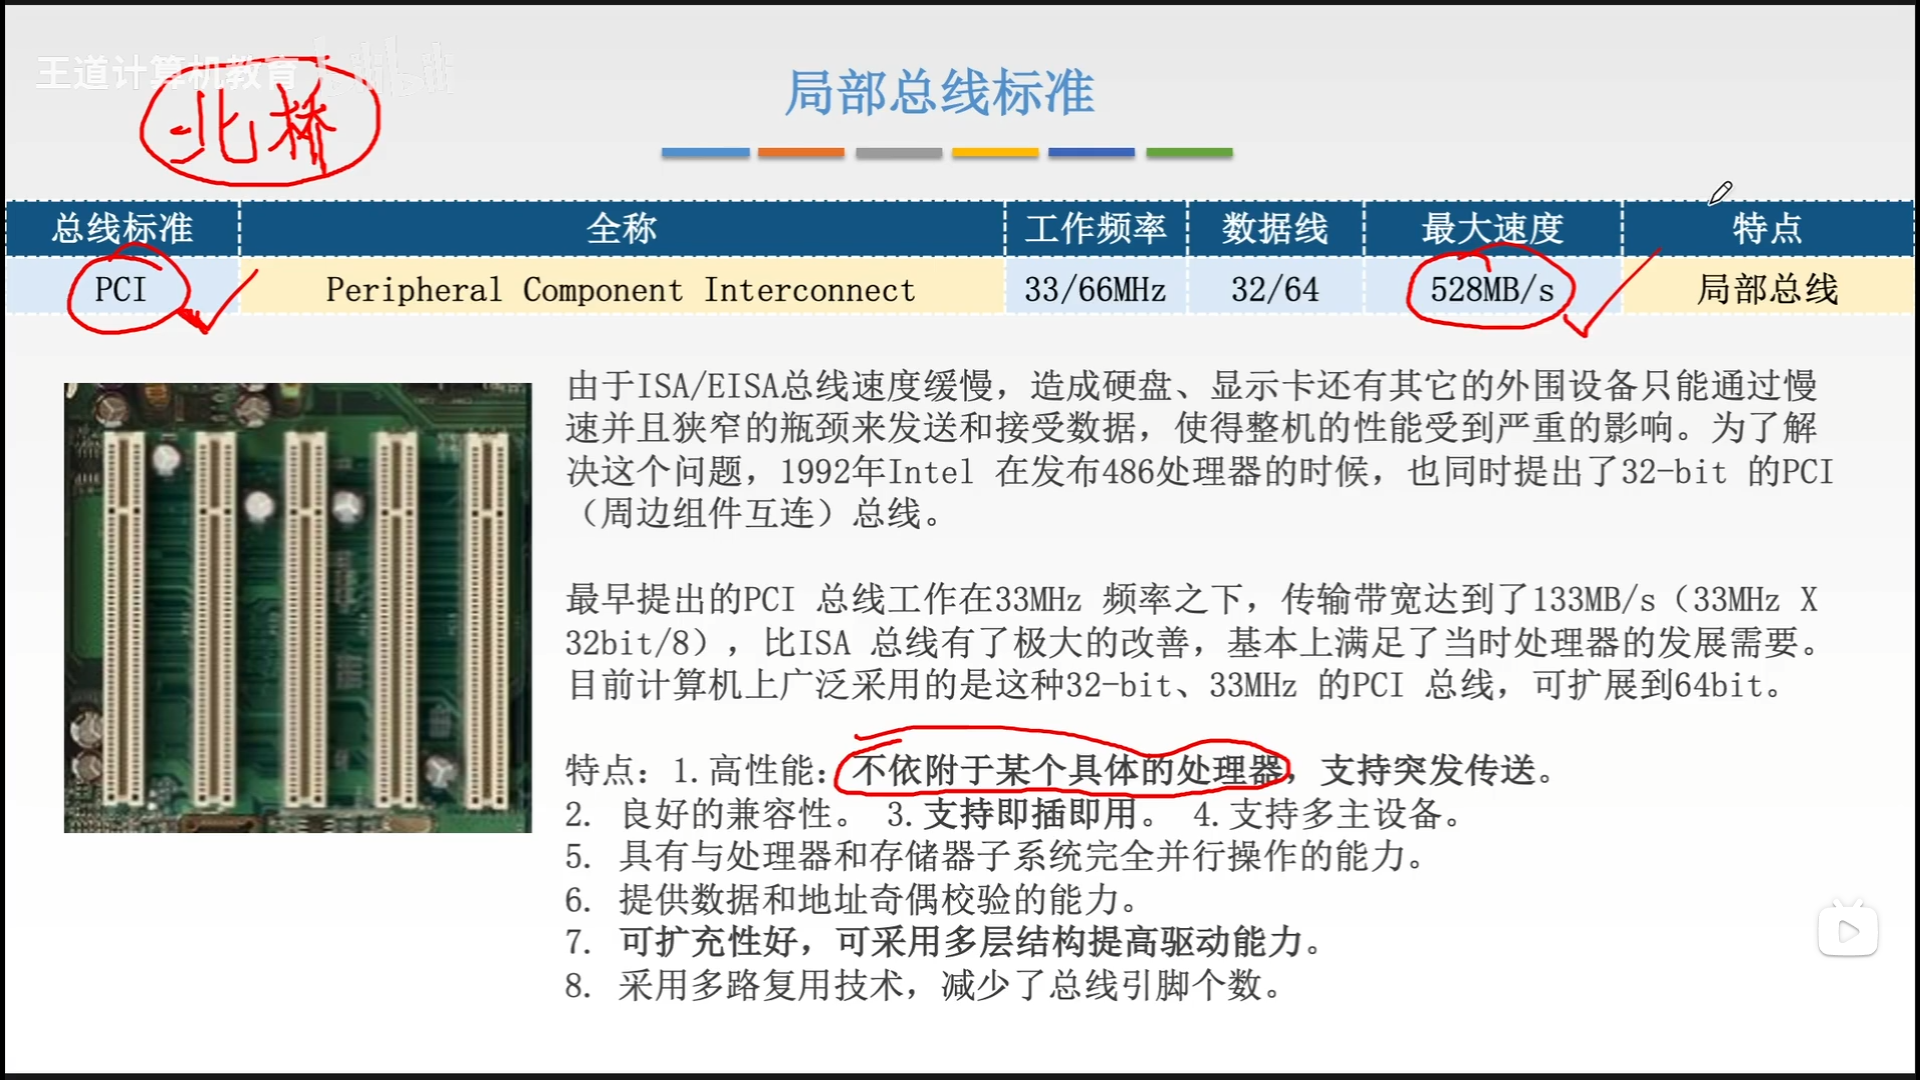 王道计算机教育
北桥
局部总线标准
总线标准 全称 工作频率 数据线 最大速度 特点
PCI Peripheral Component Interconnect 33/66MHz 32/64 528MB/s 局部总线
由于ISA/EISA总线速度缓慢，造成硬盘、显示卡还有其它的外围设备只能通过慢
速并且狭窄的瓶颈来发送和接受数据，使得整机的性能受到严重的影响。为了解
决这个问题，1992年Intel 在发布486处理器的时候，也同时提出了32-bit 的PCI
（周边组件互连）总线。
最早提出的PCI 总线工作在33MHz 频率之下，传输带宽达到了133MB/s（33MHz X
32bit/8），比ISA 总线有了极大的改善，基本上满足了当时处理器的发展需要。
目前计算机上广泛采用的是这种32-bit、33MHz 的PCI 总线，可扩展到64bit。
特点：1.高性能：不依附于某个具体的处理器，支持突发传送。
2. 良好的兼容性。 3.支持即插即用。 4.支持多主设备。
5. 具有与处理器和存储器子系统完全并行操作的能力。
6. 提供数据和地址奇偶校验的能力。
7. 可扩充性好，可采用多层结构提高驱动能力。
8. 采用多路复用技术，减少了总线引脚个数。